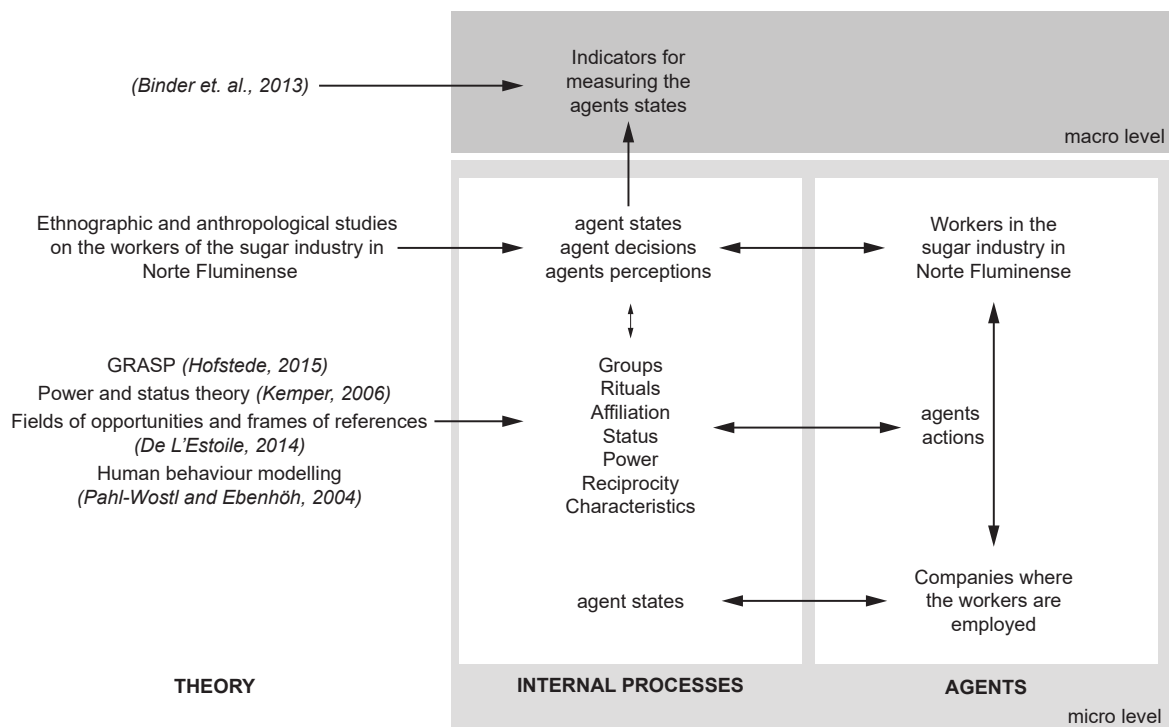 Indicators for
measuring the
agents states
(Binder et. al., 2013)
macro level
Ethnographic and anthropological studies
on the workers of the sugar industry in
Norte Fluminense
agent states
agent decisions
agents perceptions
Workers in the
sugar industry in
Norte Fluminense
GRASP (Hofstede, 2015)
Power and status theory (Kemper, 2006)
Fields of opportunities and frames of references
(De L'Estoile, 2014)
Human behaviour modelling
(Pahl-Wostl and Ebenhöh, 2004)
Groups
Rituals
Affiliation
Status
Power
Reciprocity
Characteristics
agents
actions
agent states
Companies where
the workers are
employed
THEORY
INTERNAL PROCESSES
AGENTS
micro level